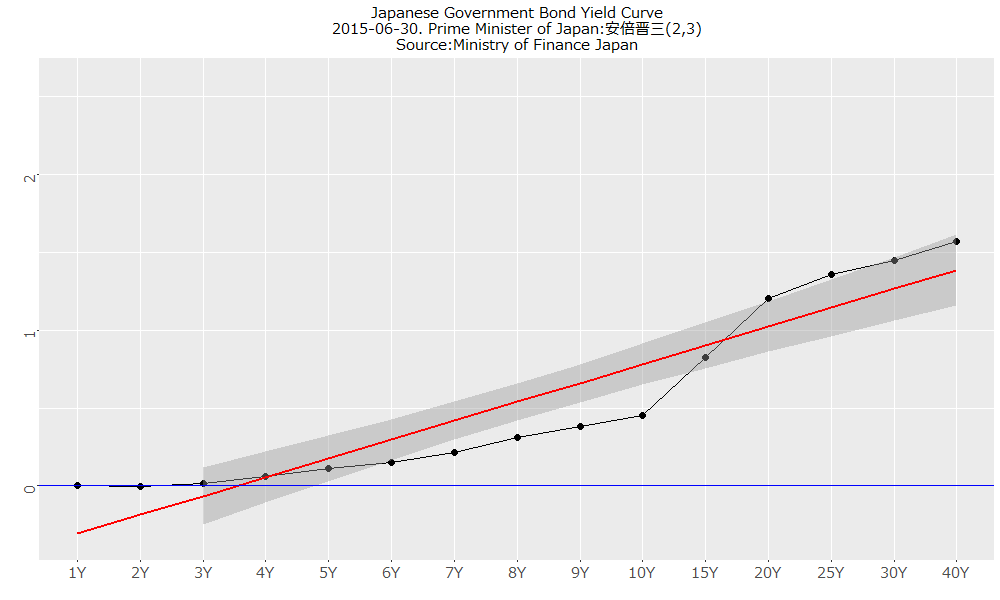 Japanese Government Bond Yield Curve
2015-06-30. Prime Minister of Japan:安倍晋三(2,3)
Source:Ministry of Finance Japan
2
1
0
1Y 2Y 3Y 4Y 5Y 6Y 7Y 8Y 9Y 10Y 15Y 20Y 25Y 30Y 40Y